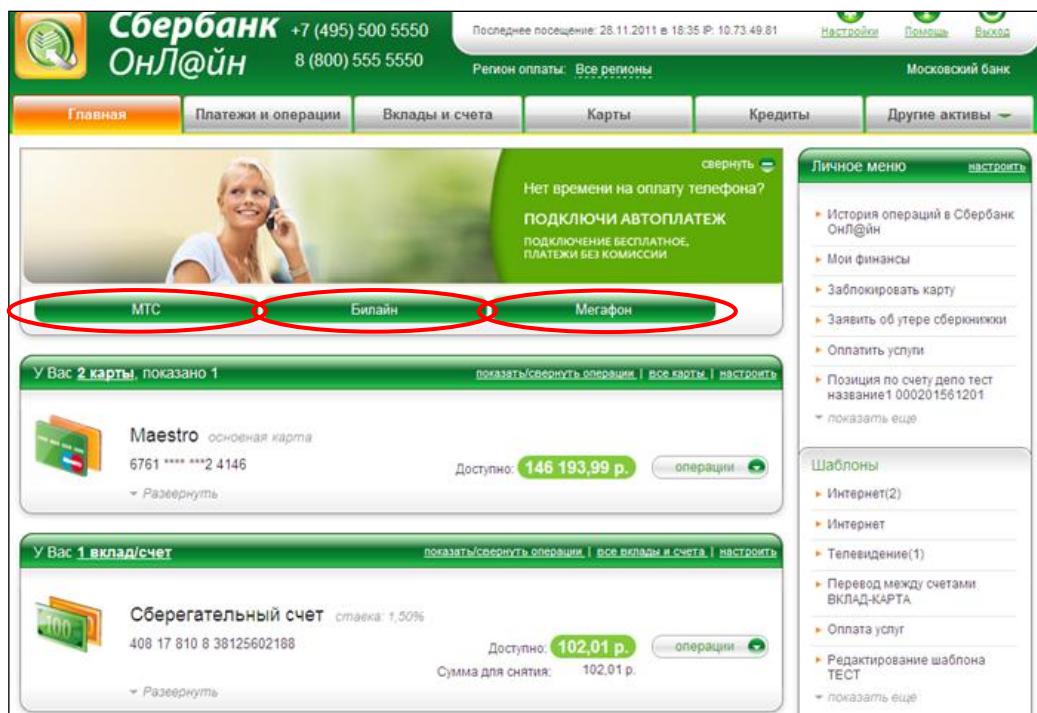 Сбербанк
ОнЛ@йн
+7 (495) 500 5550
8 (800) 555 5550
Последнее посещение: 28.11.2011 в 18:35 IP: 10.73.49.81
Настройки Помощь Выход
Регион оплаты: Все регионы
Московский банк
Главная Платежи и операции Вклады и счета Карты Кредиты Другие активы
свернуть
Нет времени на оплату телефона?
ПОДКЛЮЧИ АВТОПЛАТЕЖ
ПОДКЛЮЧЕНИЕ БЕСПЛАТНОЕ,
ПЛАТЕЖИ БЕЗ КОМИССИИ
МТС Билайн Мегафон
У Вас 2 карты, показано 1 показать/свернуть операции | все карты | настроить
Maestro основная карта
6761 **** ***2 4146
Доступно: 146 193,99 р. операции
Развернуть
У Вас 1 вклад/счет показать/свернуть операции | все вклады и счета | настроить
100
Сберегательный счет ставка: 1,50%
408 17 810 8 38125602188
Доступно: 102,01 р. операции
Сумма для снятия: 102,01 р.
Развернуть
Личное меню настроить
История операций в Сбербанк
ОнЛ@йн
Мои финансы
Заблокировать карту
Заявить об утере сберкнижки
Оплатить услуги
Позиция по счету депо тест
название1 000201561201
показать еще
Шаблоны
Интернет(2)
Интернет
Телевидение(1)
Перевод между счетами
ВКЛАД-КАРТА
Оплата услуг
Редактирование шаблона
ТЕСТ
показать еще